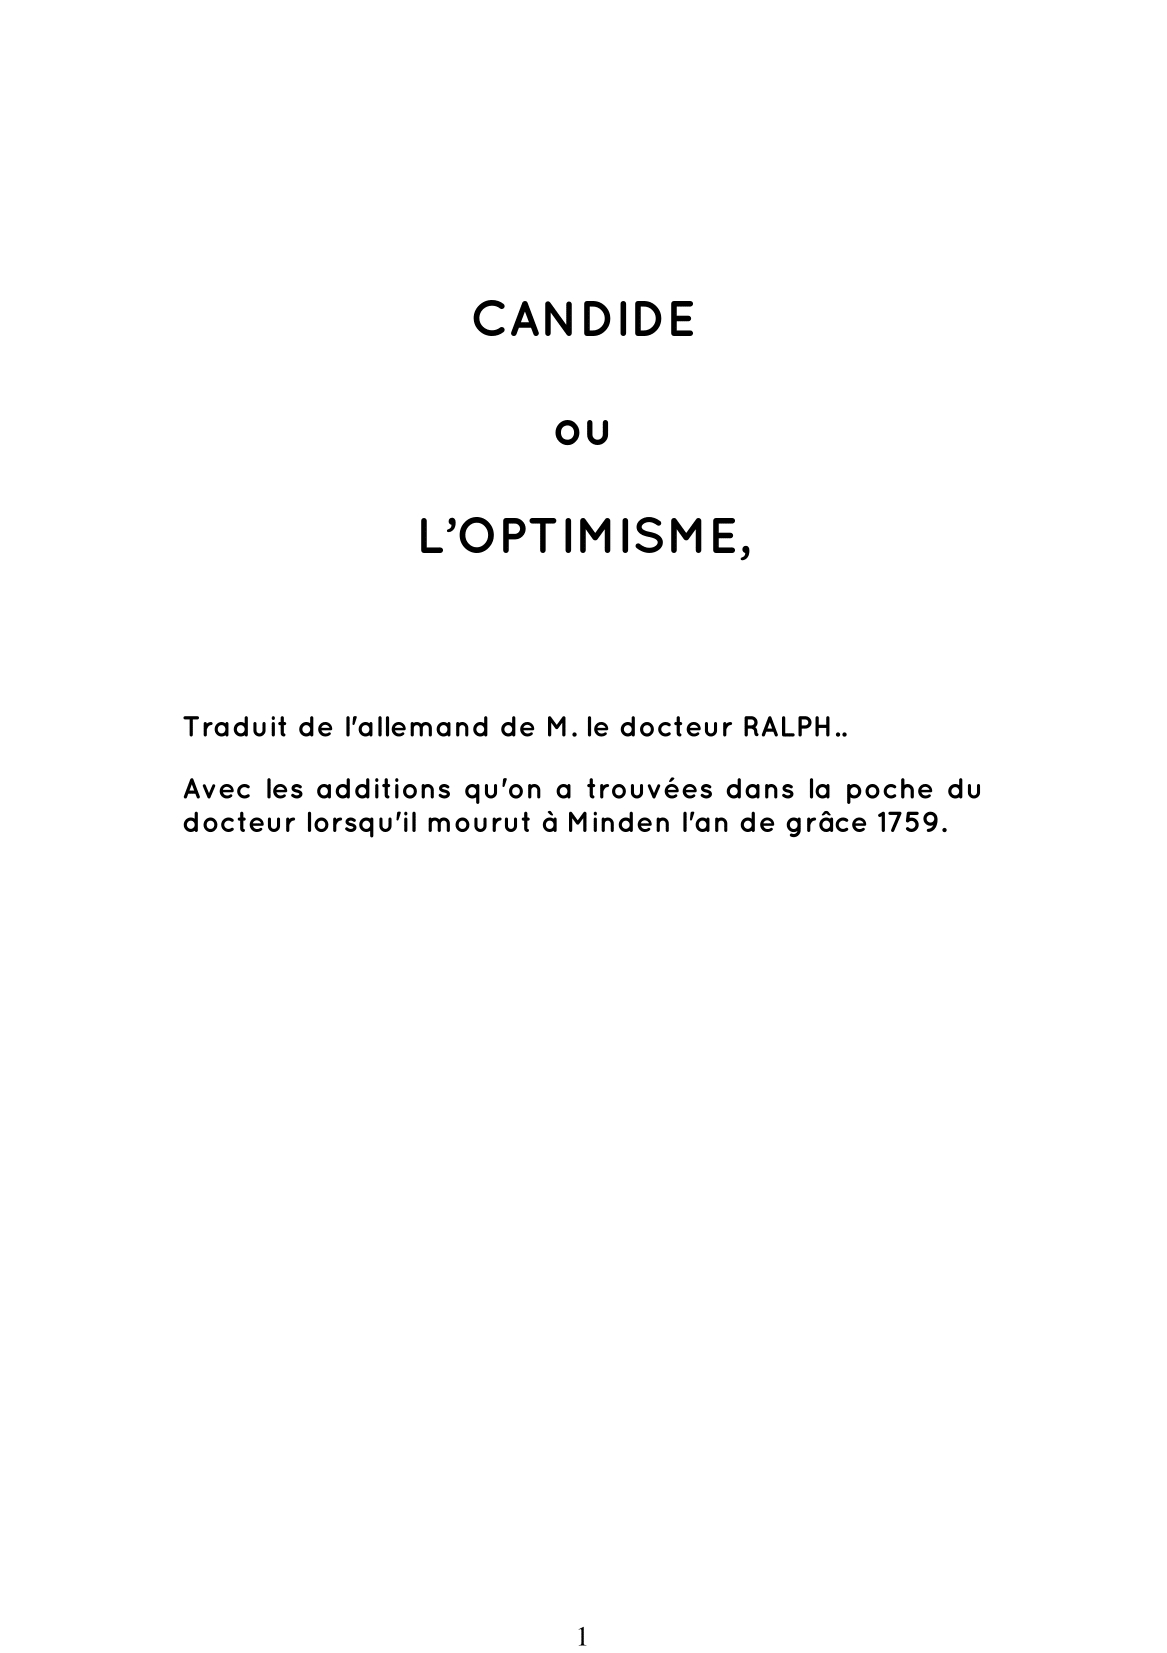 CANDIDE
ou
L’OPTIMISME,
Traduit de l'allemand de M. le docteur RALPH..
Avec les additions qu'on a trouvées dans la poche du
docteur lorsqu'il mourut à Minden l'an de grâce 1759.
1